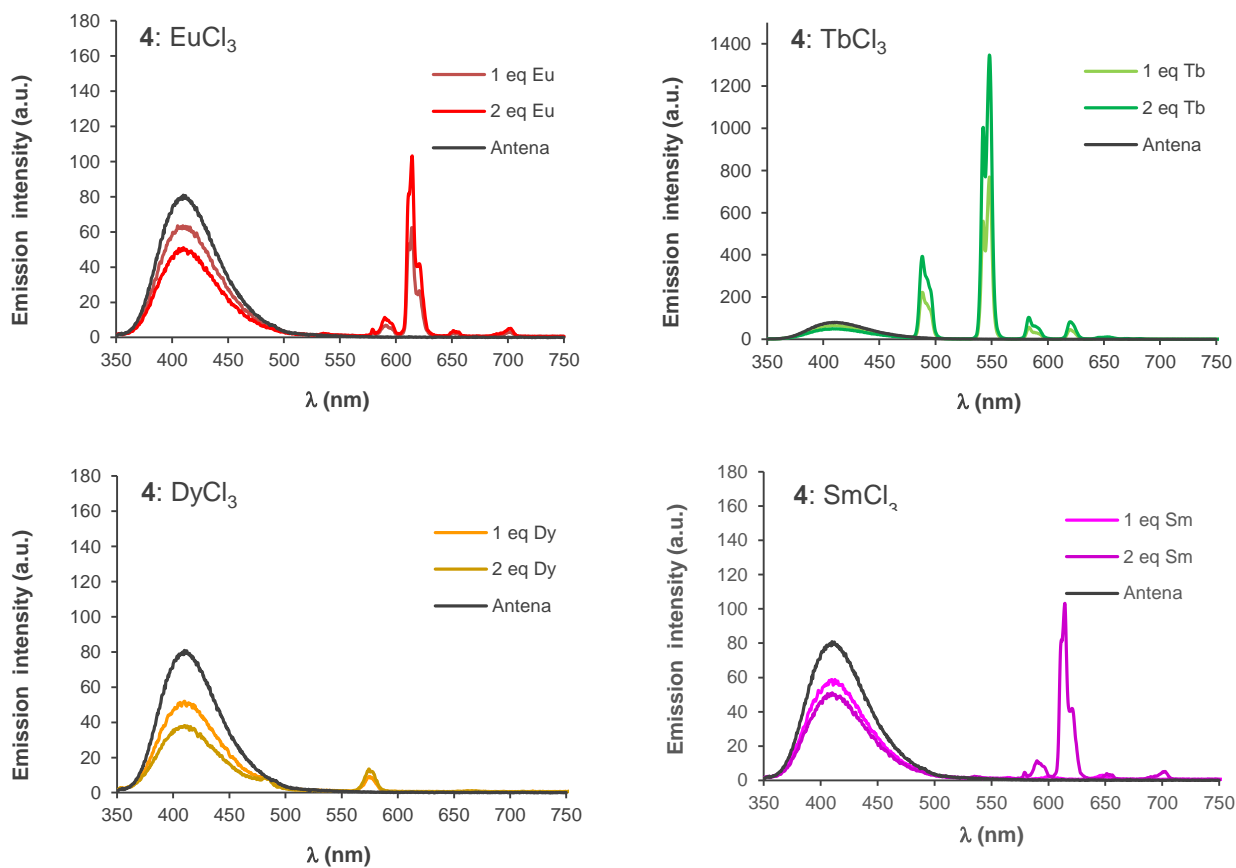 4: EuCl3
Emission intensity (a.u.)
180
160
140
120
100
80
60
40
20
0
1 eq Eu
2 eq Eu
Antena
350 400 450 500 550 600 650 700 750
λ (nm)
4: TbCl3
Emission intensity (a.u.)
1400
1200
1000
800
600
400
200
0
1 eq Tb
2 eq Tb
Antena
350 400 450 500 550 600 650 700 750
λ (nm)
4: DyCl3
Emission intensity (a.u.)
180
160
140
120
100
80
60
40
20
0
1 eq Dy
2 eq Dy
Antena
350 400 450 500 550 600 650 700 750
λ (nm)
4: SmCl3
Emission intensity (a.u.)
180
160
140
120
100
80
60
40
20
0
1 eq Sm
2 eq Sm
Antena
350 400 450 500 550 600 650 700 750
λ (nm)